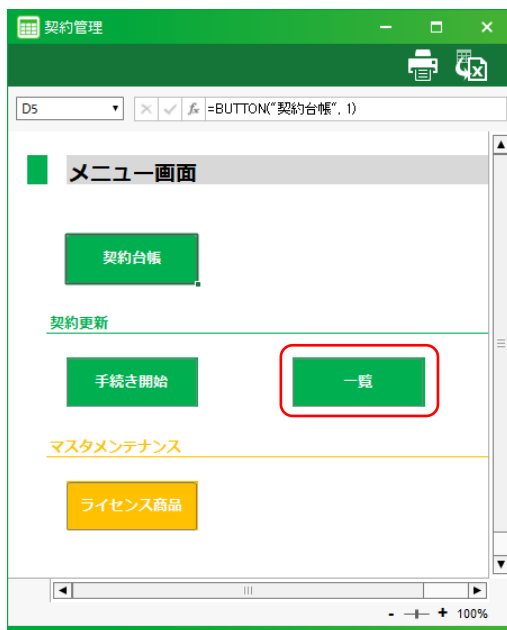 契約管理
D5
fx =BUTTON("契約台帳", 1)
メニュー画面
契約台帳
契約更新
手続き開始 一覧
マスタメンテナンス
ライセンス商品
- + 100%